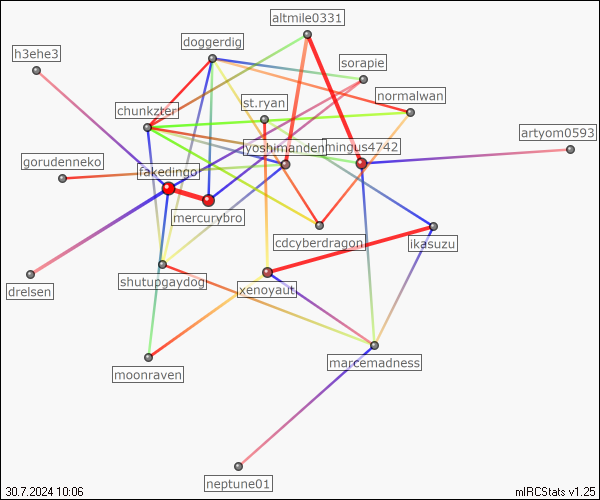 altmile0331
doggerdig
h3ehe3
sorapie
normalwan
st.ryan
chunkzter
artyom0593
yoshimanden
mingus4742
gorudenneko
fakedingo
mercurybro
cdcyberdragon
ikasuzu
shutupgaydog
xenoyaut
drelsen
marcemadness
moonraven
neptune01
30.7.2024 10:06
mIRCStats v1.25